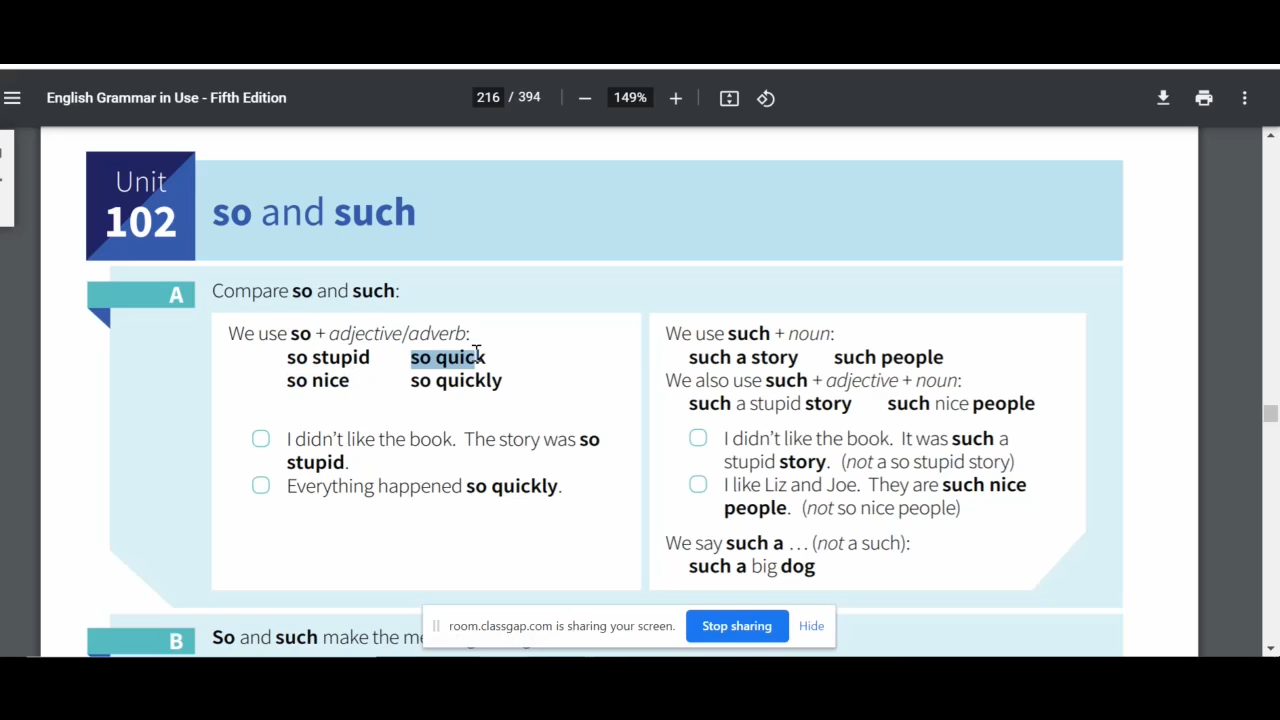 English Grammar in Use - Fifth Edition
216 / 394
149%
Unit
102
so and such
A
Compare so and such:
We use so + adjective/adverb:
so stupid so quick
so nice so quickly
I didn't like the book. The story was so
stupid.
Everything happened so quickly.
We use such + noun:
such a story such people
We also use such + adjective + noun:
such a stupid story such nice people
I didn't like the book. It was such a
stupid story. (not a so stupid story)
I like Liz and Joe. They are such nice
people. (not so nice people)
We say such a … (not a such):
such a big dog
B
So and such make the
room.classgap.com is sharing your screen.
Stop sharing
Hide